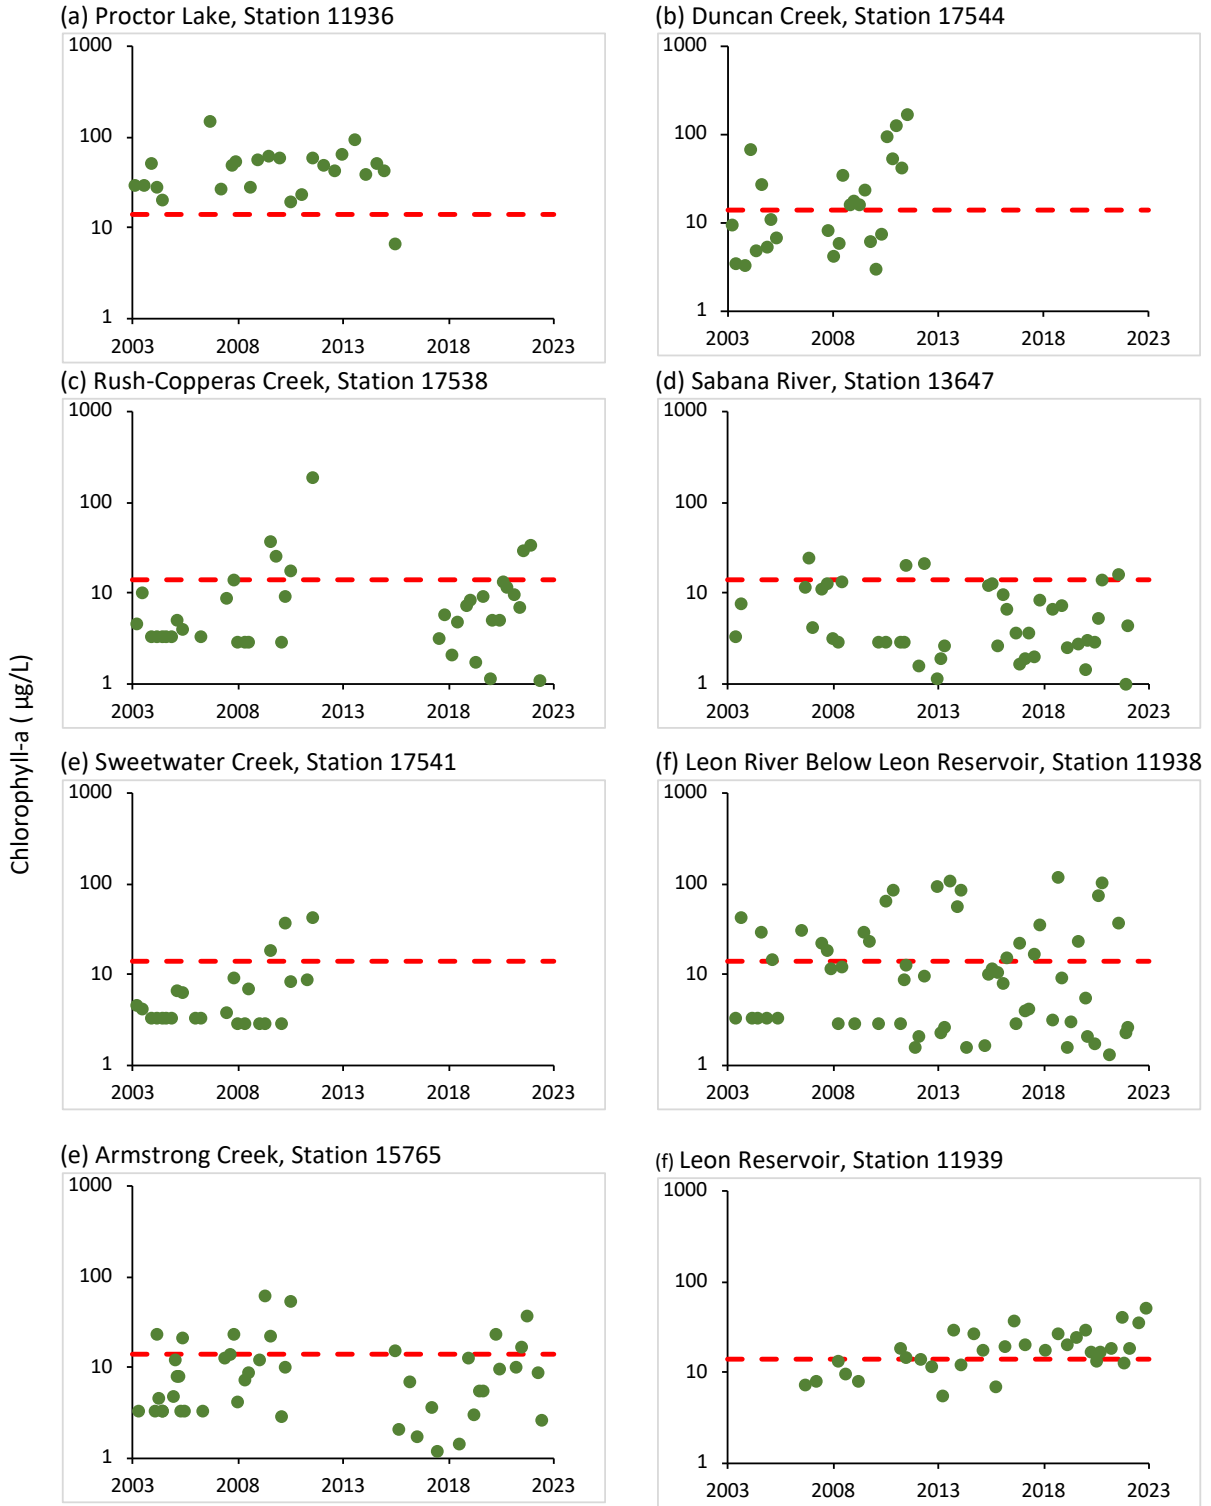 (a) Proctor Lake, Station 11936
1000
100
10
1
2003 2008 2013 2018 2023
(b) Duncan Creek, Station 17544
1000
100
10
1
2003 2008 2013 2018 2023
(c) Rush-Copperas Creek, Station 17538
1000
100
10
1
2003 2008 2013 2018 2023
(d) Sabana River, Station 13647
1000
100
10
1
2003 2008 2013 2018 2023
Chlorophyll-a ( µg/L)
(e) Sweetwater Creek, Station 17541
1000
100
10
1
2003 2008 2013 2018 2023
(f) Leon River Below Leon Reservoir, Station 11938
1000
100
10
1
2003 2008 2013 2018 2023
(e) Armstrong Creek, Station 15765
1000
100
10
1
2003 2008 2013 2018 2023
(f) Leon Reservoir, Station 11939
1000
100
10
1
2003 2008 2013 2018 2023